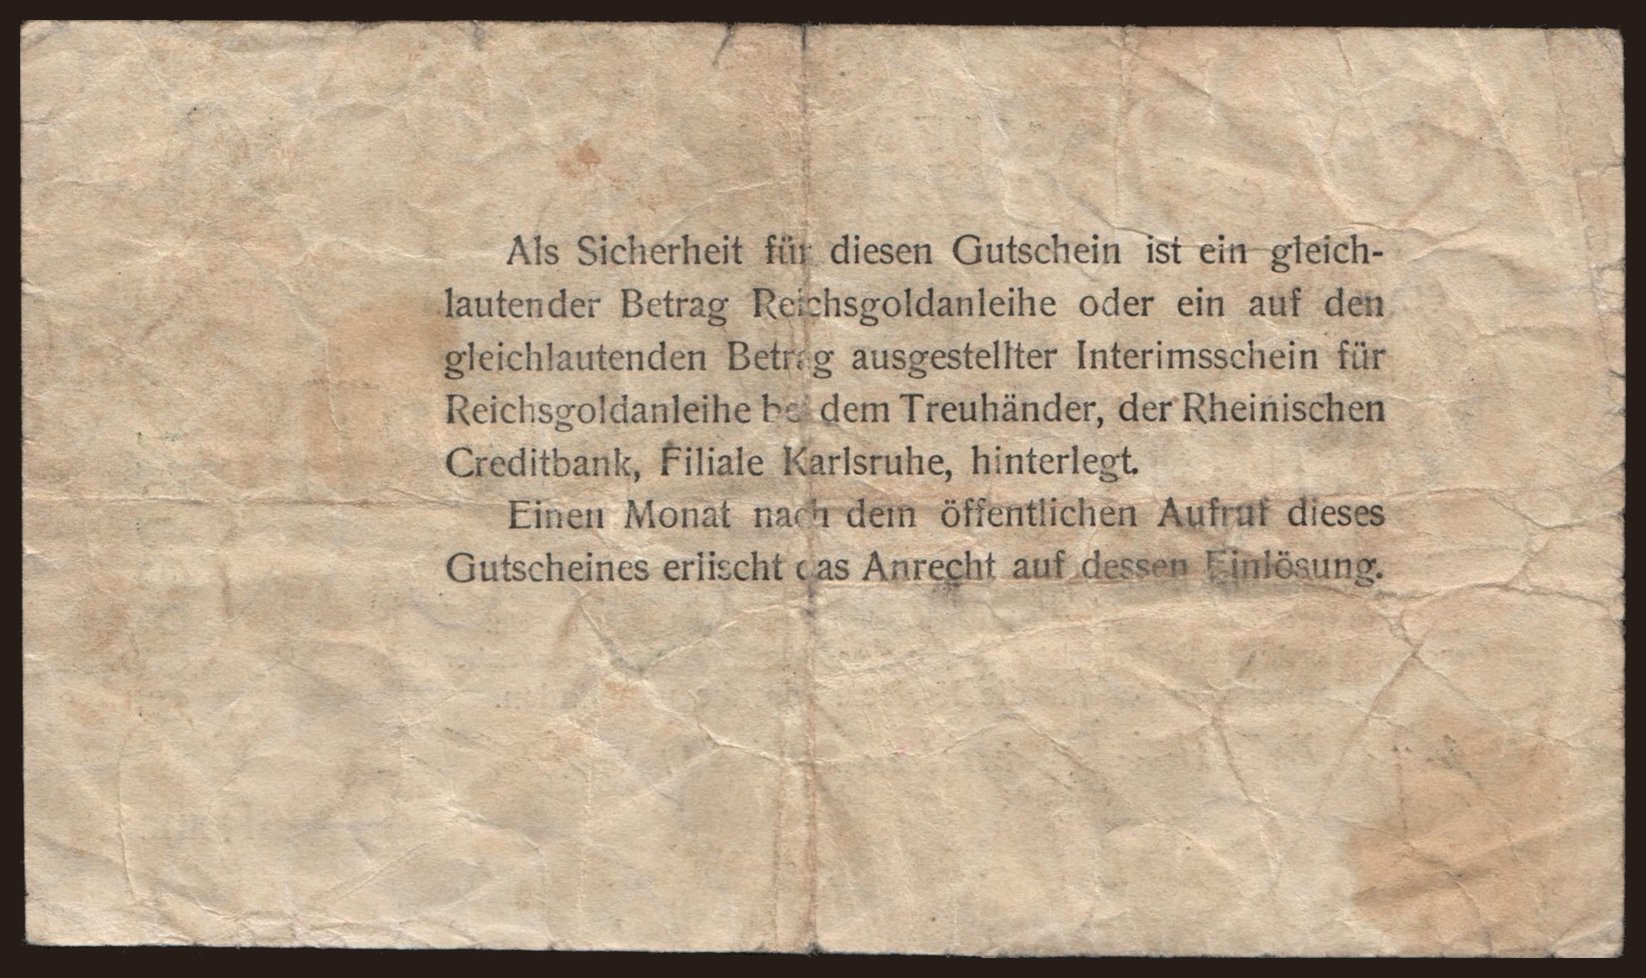 Als Sicherheit für diesen Gutschein ist ein gleich-
lautender Betrag Reichsgoldanleihe oder ein auf den
gleichlautenden Betrag ausgestellter Interimsschein für
Reichsgoldanleihe bei dem Treuhänder, der Rheinischen
Creditbank, Filiale Karlsruhe, hinterlegt.
Einen Monat nach dem öffentlichen Aufruf dieses
Gutscheines erlischt das Anrecht auf dessen Einlösung.